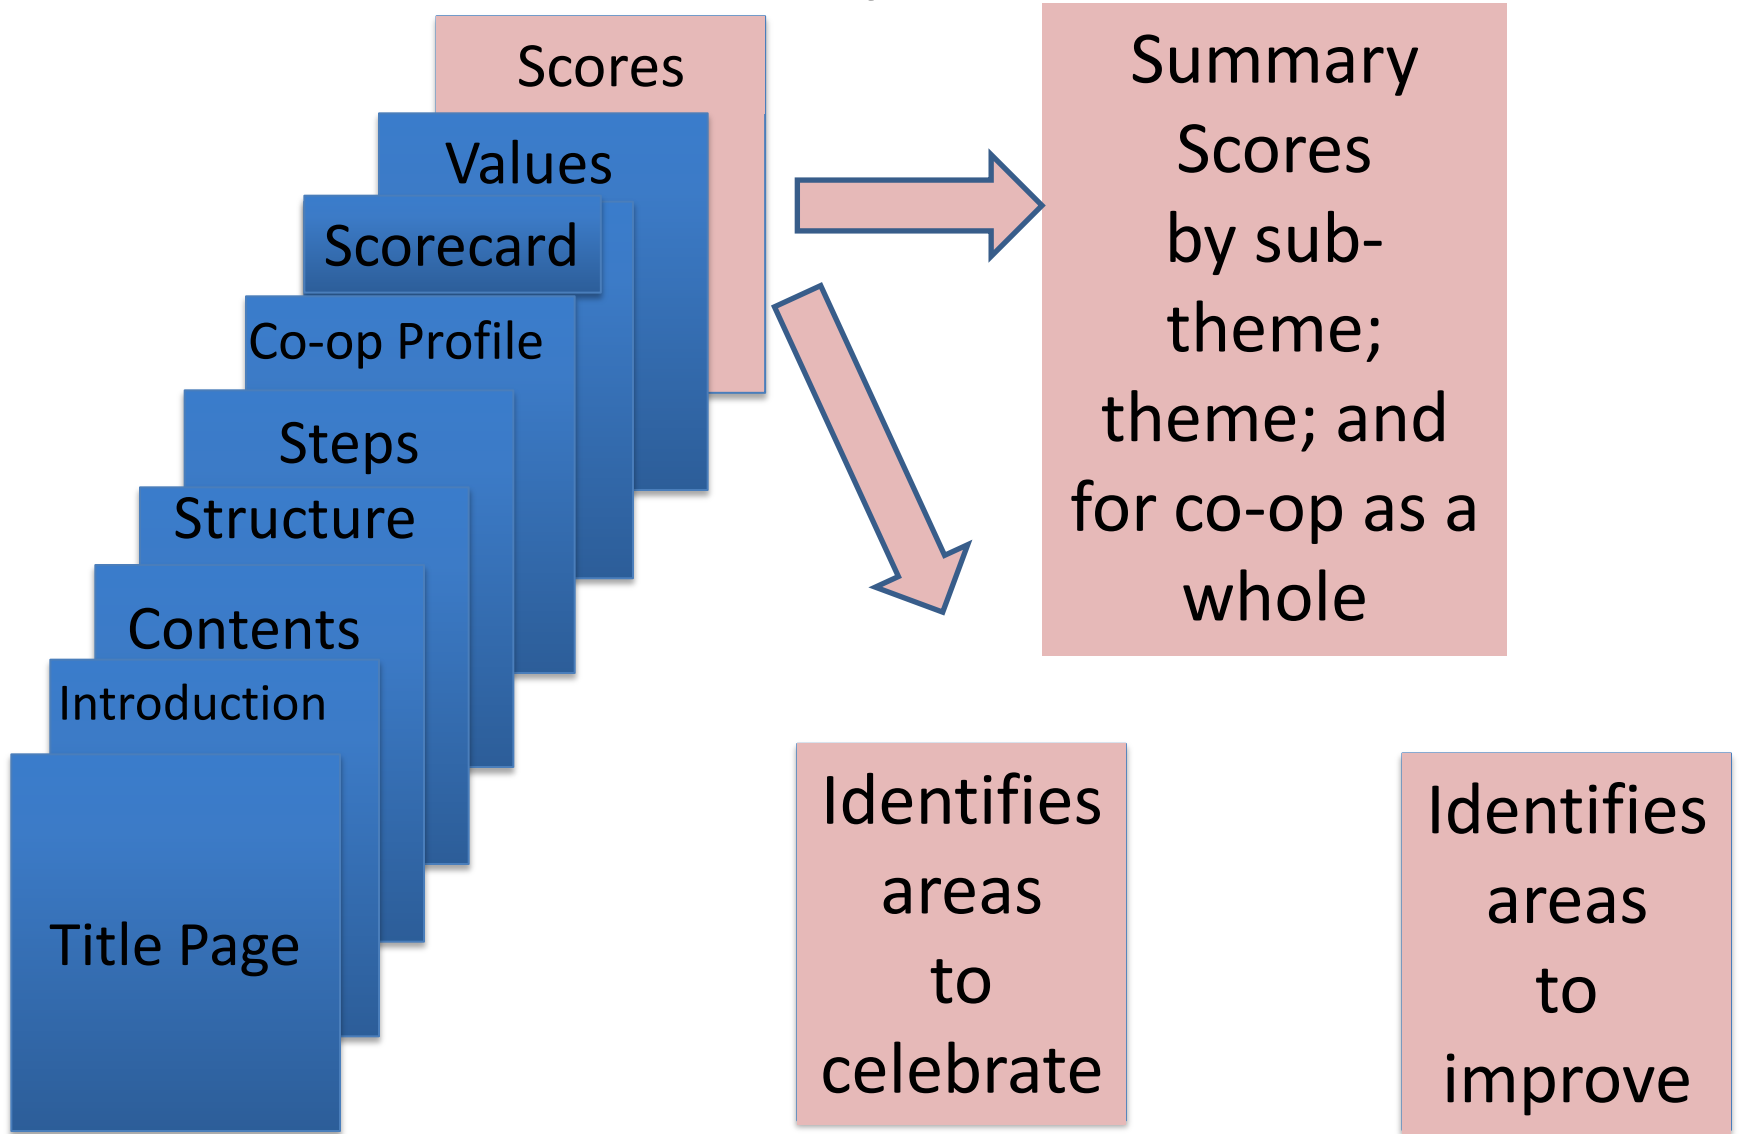 Scores
Values
Scorecard
Co-op Profile
Steps
Structure
Contents
Introduction
Title Page
Summary
Scores
by sub-
theme;
theme; and
for co-op as a
whole
Identifies
areas
to
celebrate
Identifies
areas
to
improve